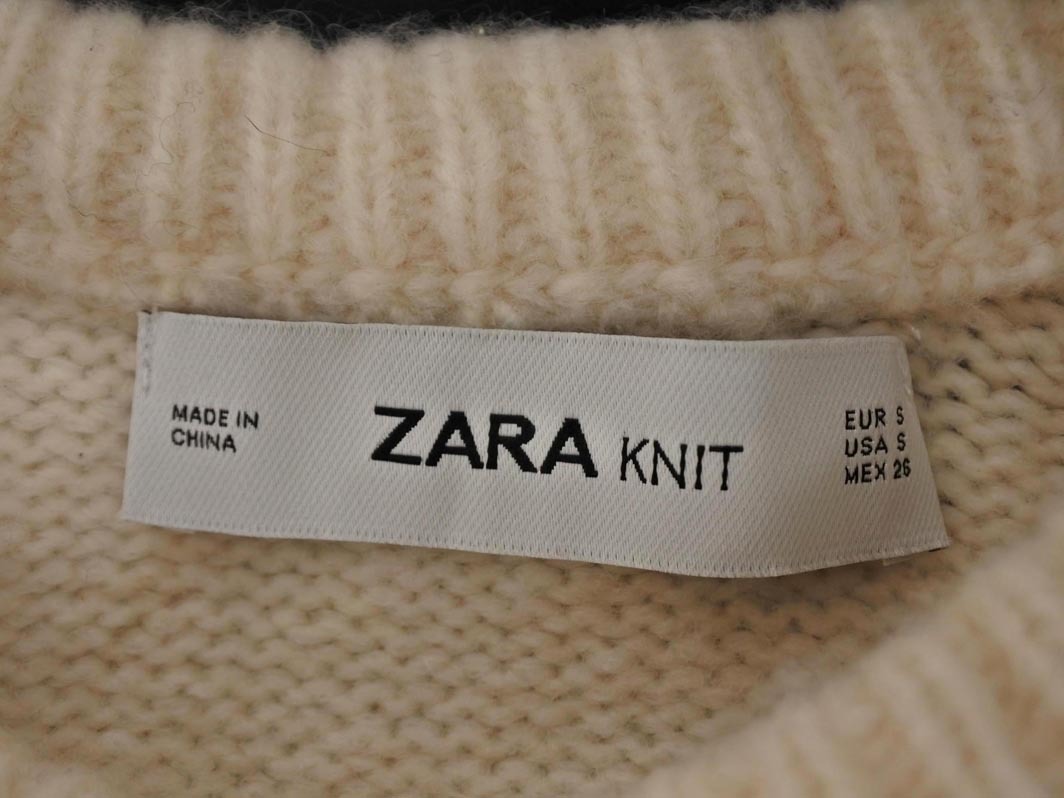 MADE IN
CHINA
ZARA KNIT
EUR S
USA S
MEX 26